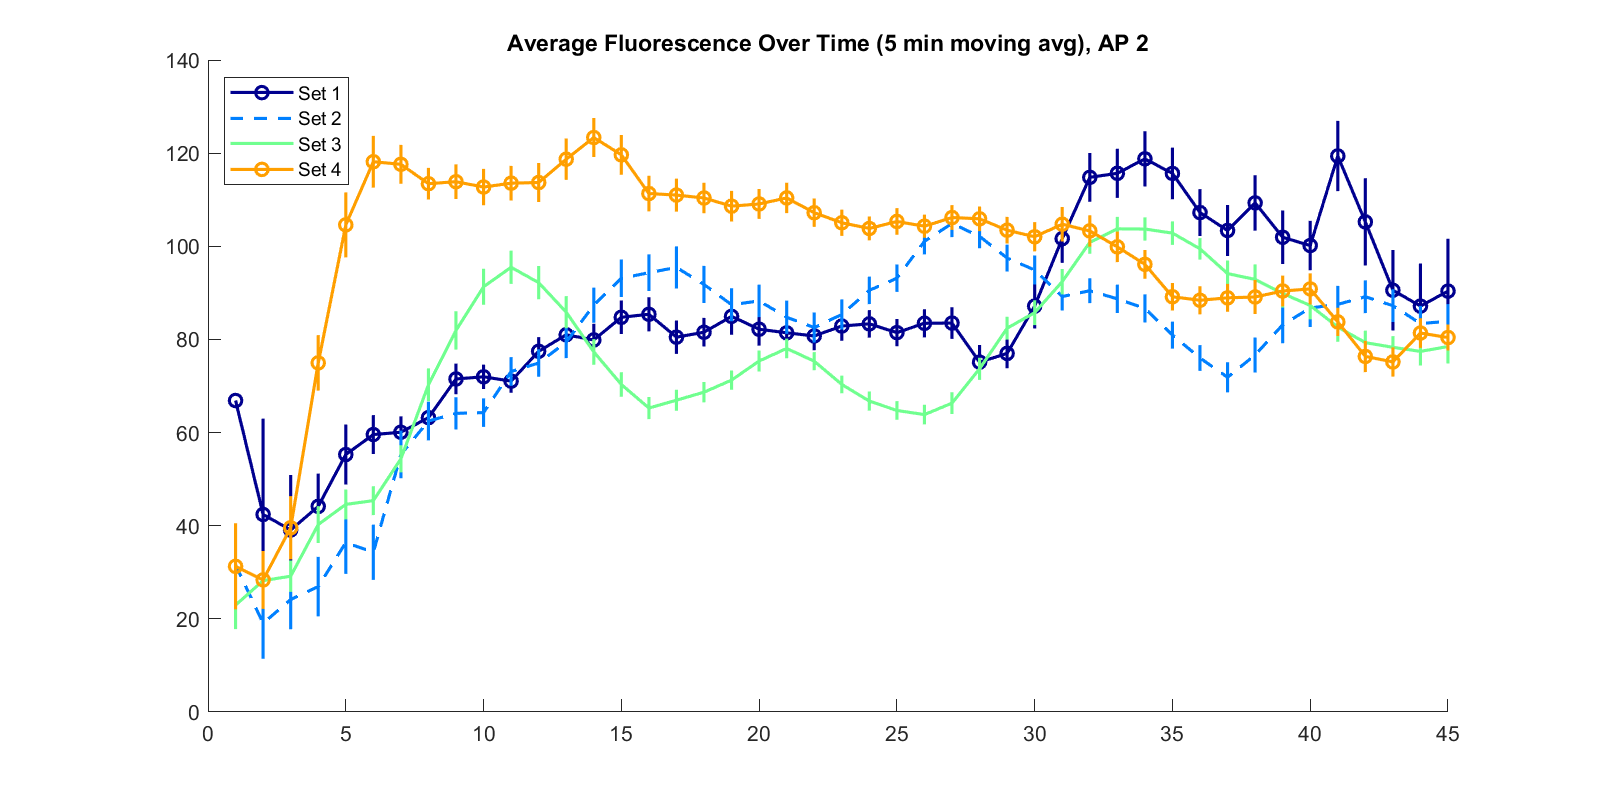 Average Fluorescence Over Time (5 min moving avg), AP 2
140
120
100
80
60
40
20
0
Set 1
Set 2
Set 3
Set 4
0 5 10 15 20 25 30 35 40 45